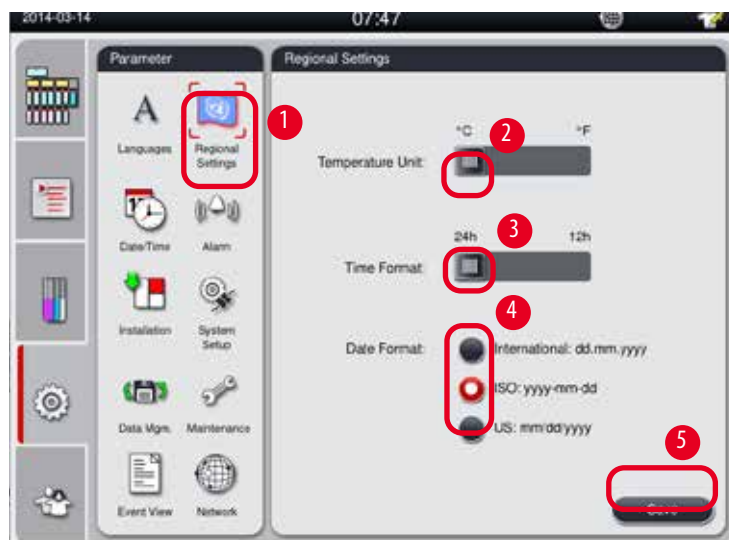 2014-03-14 07:47
Parameter
Regional Settings
Languages
Regional
Settings
1
°C
2
°F
Temperature Unit:
Date/Time
Alarm
24h
3
12h
Time Format:
Installation
System
Setup
4
Date Format:
International: dd.mm.yyyy
ISO: yyyy-mm-dd
US: mm/dd/yyyy
Data Mgm.
Maintenance
5
Save
Event View
Network